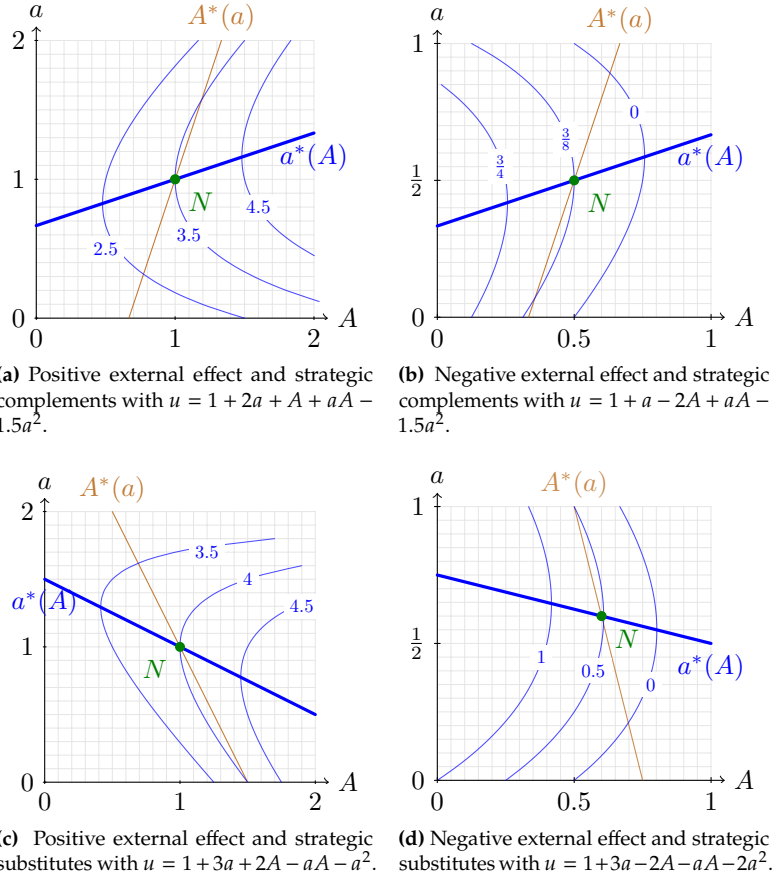 a
A*(a)
2
a*(A)
1
N
4.5
2.5
3.5
0
0
1
2
A
(a) Positive external effect and strategic
complements with u = 1 + 2a + A + aA −
1.5a².
a
A*(a)
1
0
3/8
3/4
a*(A)
1/2
N
0
0
0.5
1
A
(b) Negative external effect and strategic
complements with u = 1 + a − 2A + aA −
1.5a².
a
A*(a)
2
3.5
4
a*(A)
4.5
1
N
0
0
1
2
A
(c) Positive external effect and strategic
substitutes with u = 1+3a+2A−aA−a².
a
A*(a)
1
1/2
N
1
0.5
0
a*(A)
0
0
0.5
1
A
(d) Negative external effect and strategic
substitutes with u = 1+3a−2A−aA−2a².